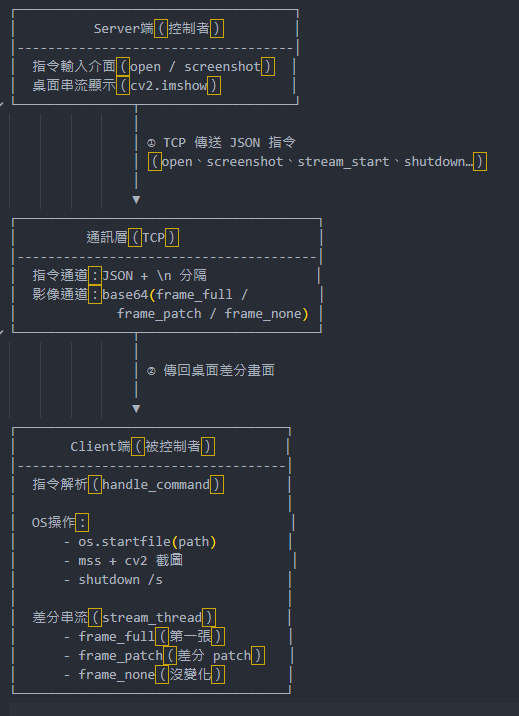 Server端（控制者）
指令輸入介面（open / screenshot）
桌面串流顯示（cv2.imshow）
① TCP 傳送 JSON 指令
（open、screenshot、stream_start、shutdown…）
通訊層（TCP）
指令通道：JSON + \n 分隔
影像通道：base64(frame_full /
frame_patch / frame_none)
② 傳回桌面差分畫面
Client端（被控制者）
指令解析（handle_command）
OS操作：
- os.startfile(path)
- mss + cv2 截圖
- shutdown /s
差分串流（stream_thread）
- frame_full（第一張）
- frame_patch（差分 patch）
- frame_none（沒變化）